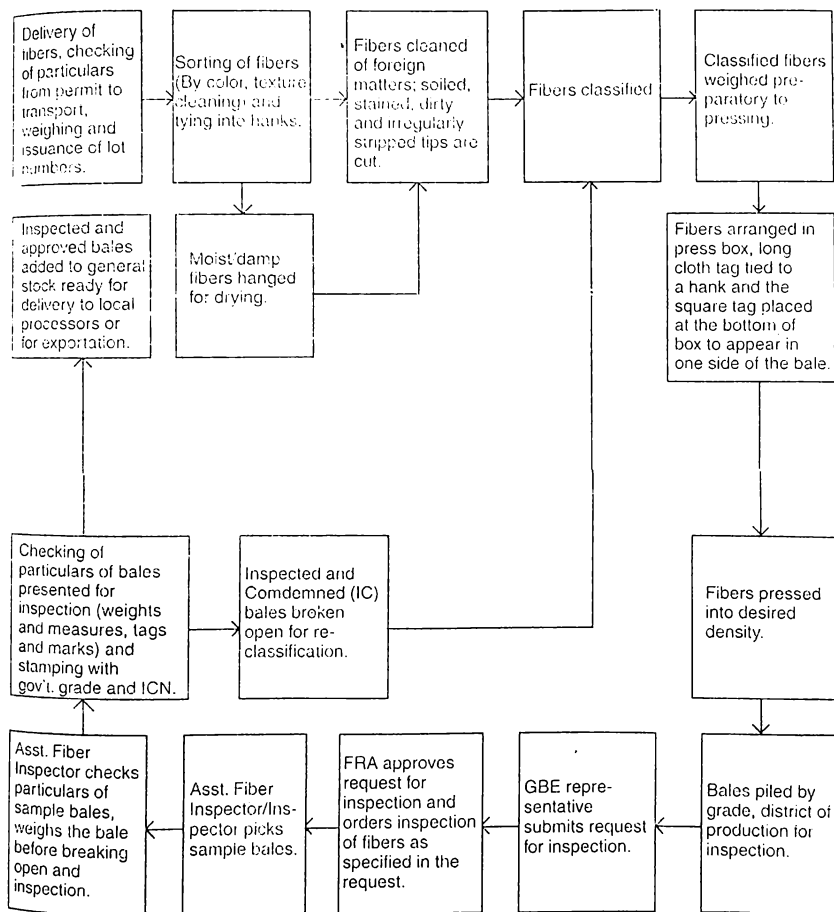 Delivery of
fibers, checking
of particulars
from permit to
transport,
weighing and
issuance of lot
numbers.
Sorting of fibers
(By color, texture
cleaning) and
tying into hanks.
Fibers cleaned
of foreign
matters; soiled,
stained, dirty
and irregularly
stripped tips are
cut.
Fibers classified
Classified fibers
weighed pre-
paratory to
pressing.
Inspected and
approved bales
added to general
stock ready for
delivery to local
processors or
for exportation.
Moist/damp
fibers hanged
for drying.
Fibers arranged in
press box, long
cloth tag tied to
a hank and the
square tag placed
at the bottom of
box to appear in
one side of the bale.
Checking of
particulars of bales
presented for
inspection (weights
and measures, tags
and marks) and
stamping with
gov't. grade and ICN.
Inspected and
Comdemned (IC)
bales broken
open for re-
classification.
Fibers pressed
into desired
density.
Asst. Fiber
Inspector checks
particulars of
sample bales,
weighs the bale
before breaking
open and
inspection.
Asst. Fiber
Inspector/Ins-
pector picks
sample bales.
FRA approves
request for
inspection and
orders inspection
of fibers as
specified in the
request.
GBE repre-
sentative
submits request
for inspection.
Bales piled by
grade, district of
production for
inspection.